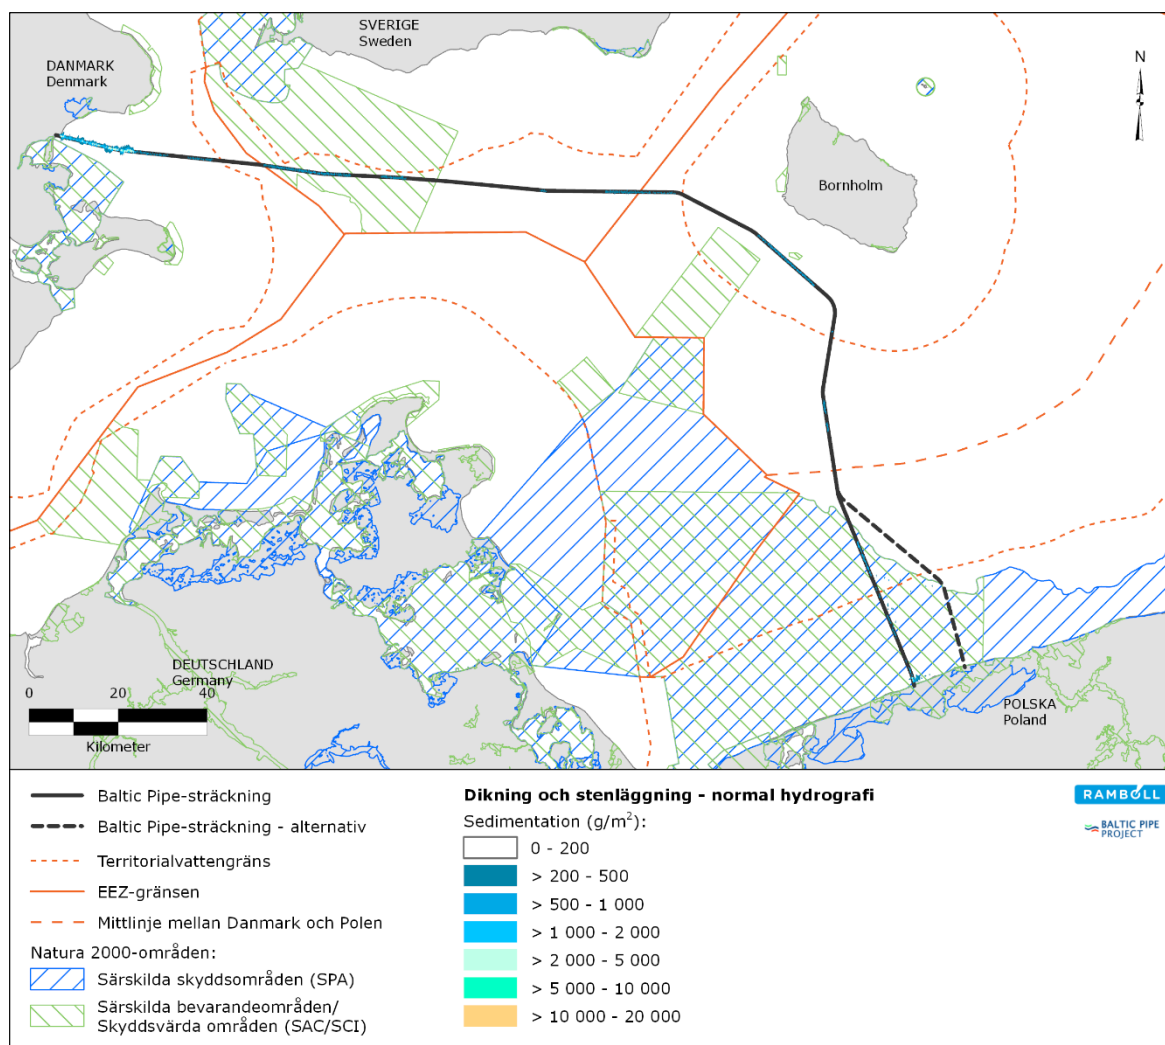 SVERIGE
Sweden
DANMARK
Denmark
N
Bornholm
DEUTSCHLAND
Germany
0 20 40
Kilometer
POLSKA
Poland
Baltic Pipe-sträckning
Baltic Pipe-sträckning - alternativ
Territorialvattengräns
EEZ-gränsen
Mittlinje mellan Danmark och Polen
Natura 2000-områden:
Särskilda skyddsområden (SPA)
Särskilda bevarandeområden/
Skyddsvärda områden (SAC/SCI)
Dikning och stenläggning - normal hydrografi
Sedimentation (g/m²):
0 - 200
> 200 - 500
> 500 - 1 000
> 1 000 - 2 000
> 2 000 - 5 000
> 5 000 - 10 000
> 10 000 - 20 000
RAMBOLL
BALTIC PIPE
PROJECT